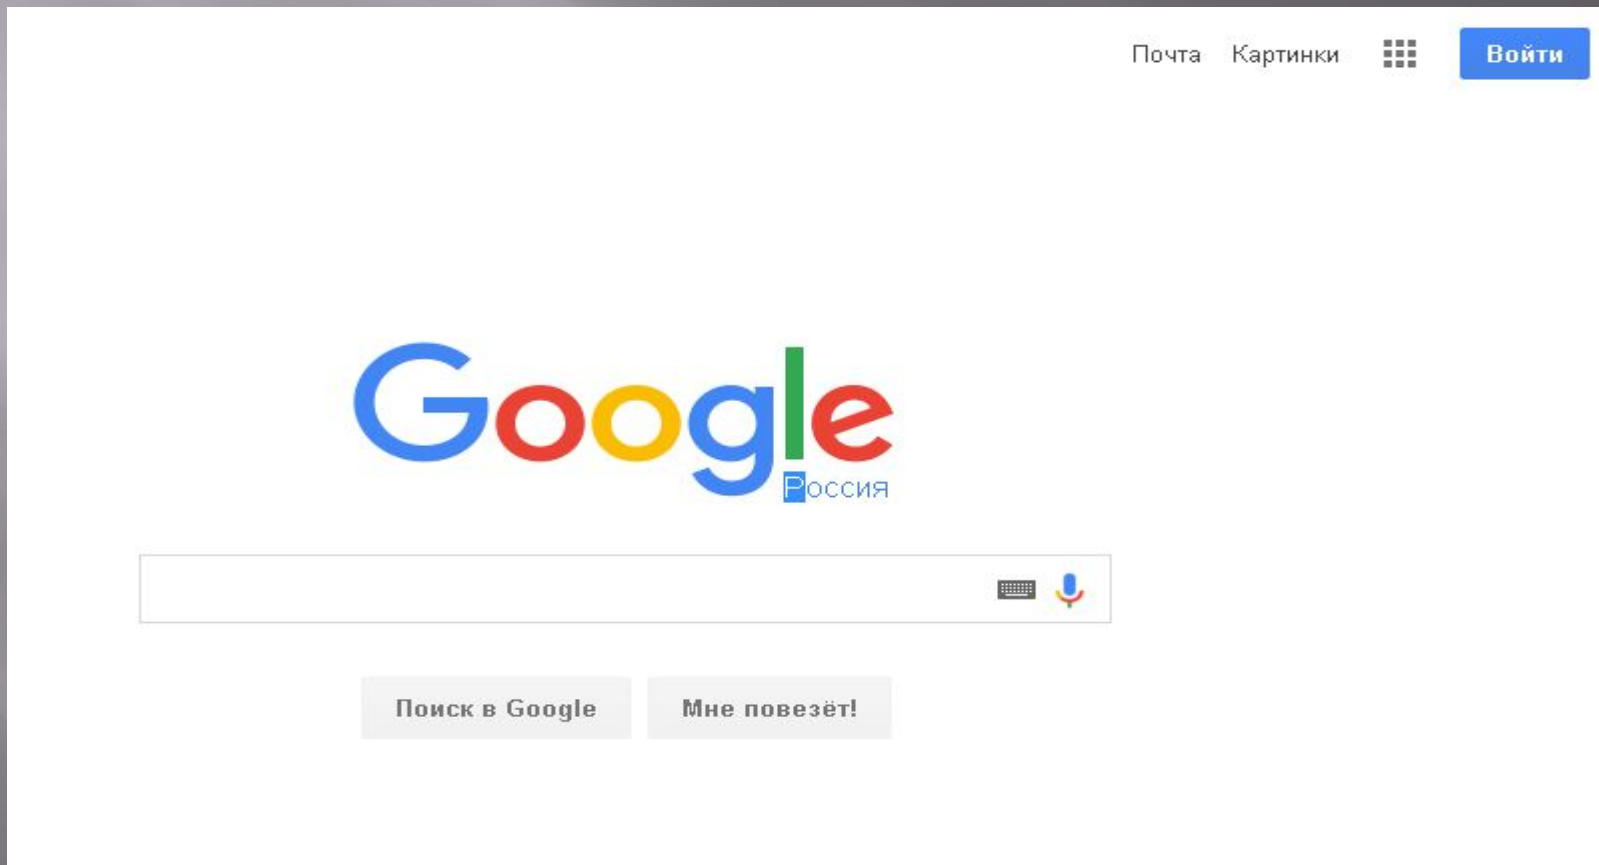 Почта Картинки Войти
Google
Россия
Поиск в Google Мне повезёт!